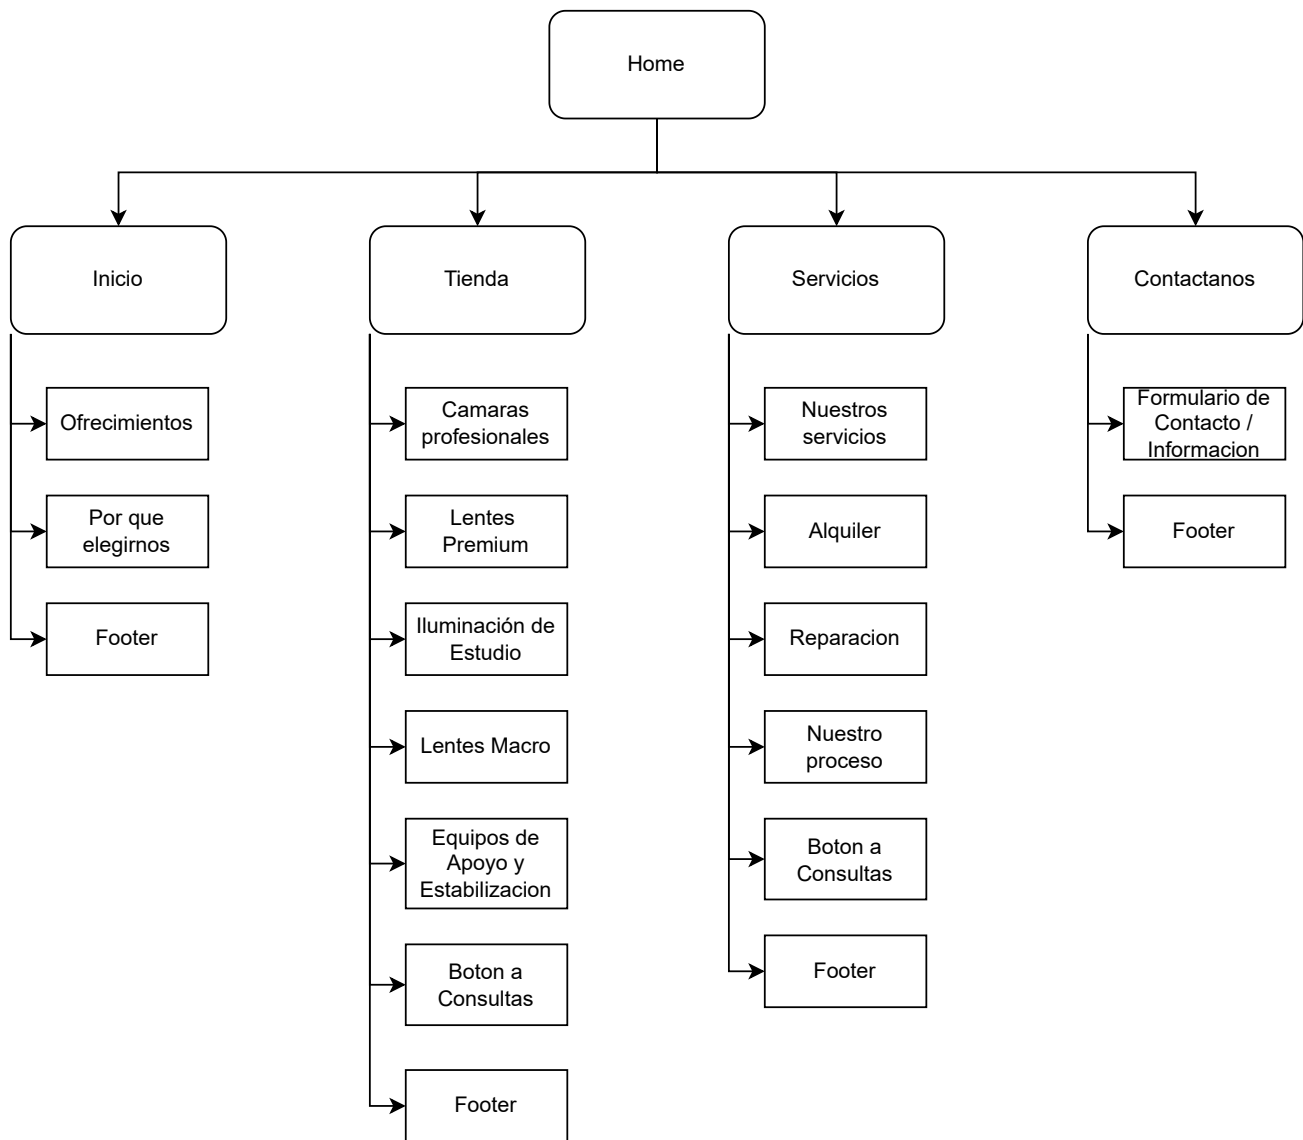 Home
Inicio
Tienda
Servicios
Contactanos
Ofrecimientos
Por que
elegirnos
Footer
Camaras
profesionales
Lentes
Premium
Iluminación de
Estudio
Lentes Macro
Equipos de
Apoyo y
Estabilizacion
Boton a
Consultas
Footer
Nuestros
servicios
Alquiler
Reparacion
Nuestro
proceso
Boton a
Consultas
Footer
Formulario de
Contacto /
Informacion
Footer